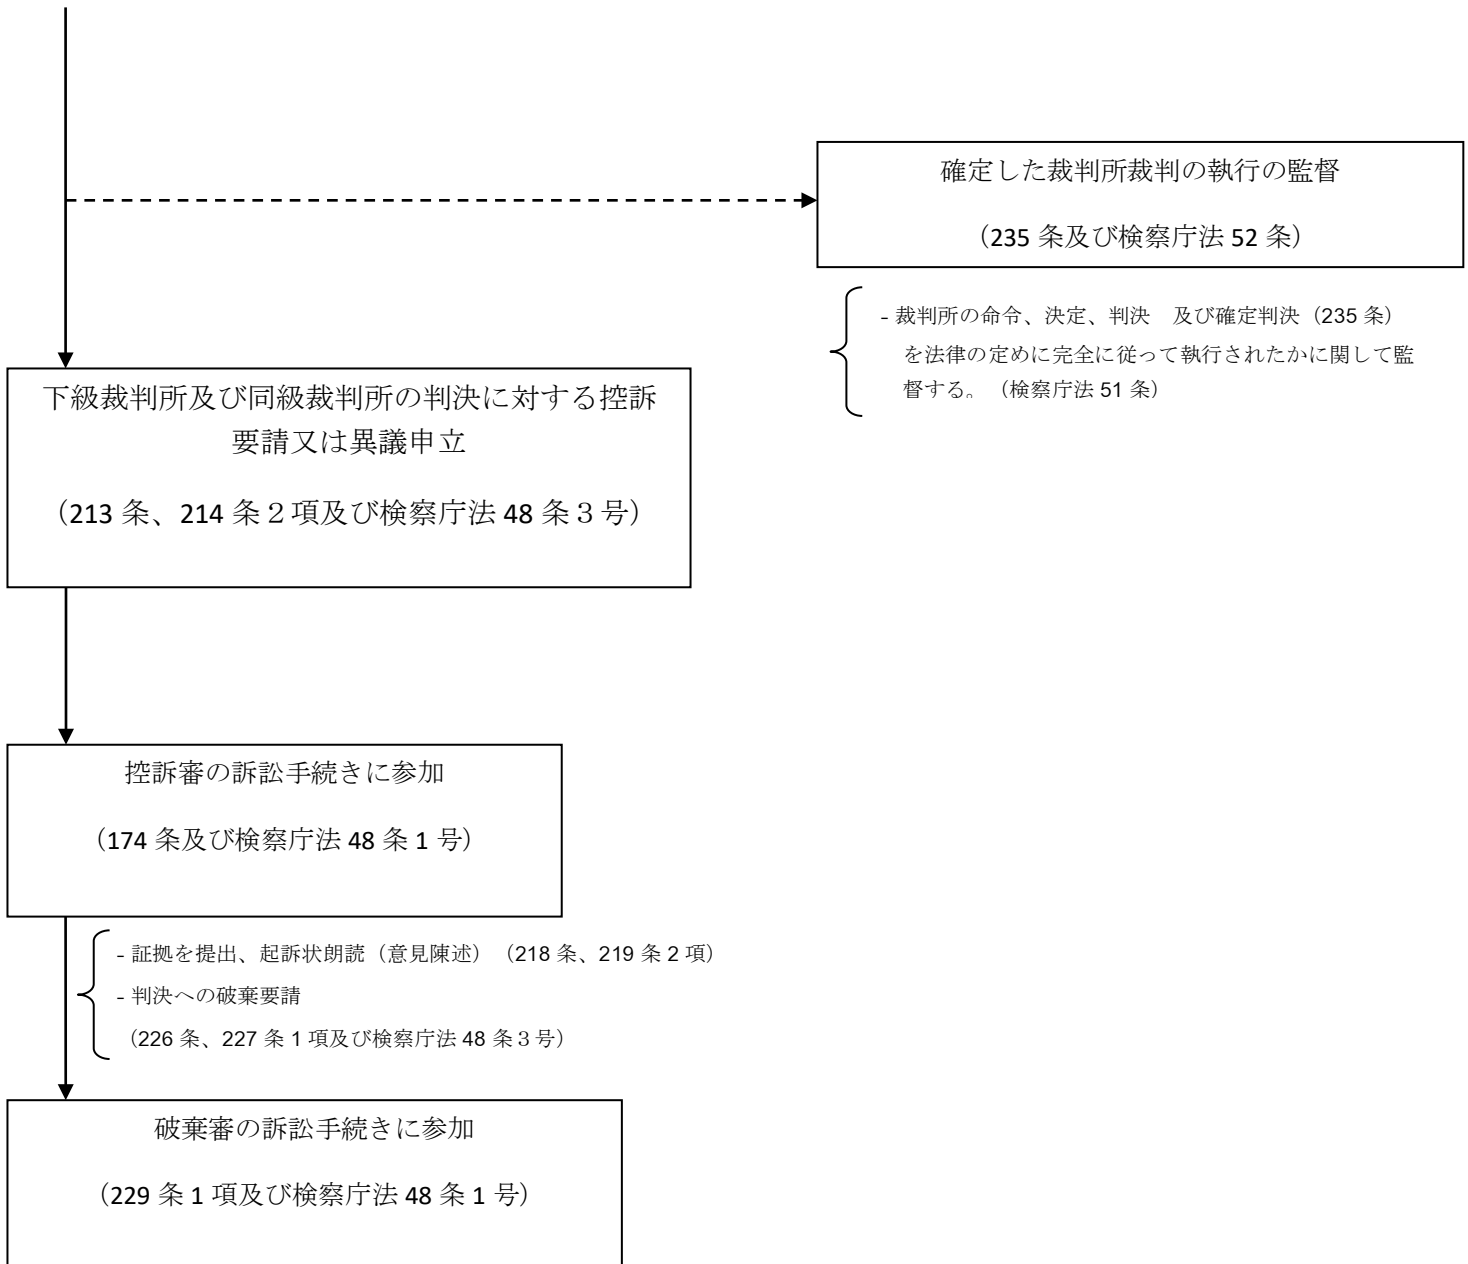 確定した裁判所裁判の執行の監督
（235 条及び検察庁法 52 条）
- 裁判所の命令、決定、判決　及び確定判決（235 条）
を法律の定めに完全に従って執行されたかに関して監
督する。（検察庁法 51 条）
下級裁判所及び同級裁判所の判決に対する控訴
要請又は異議申立
（213 条、214 条２項及び検察庁法 48 条３号）
控訴審の訴訟手続きに参加
（174 条及び検察庁法 48 条 1 号）
- 証拠を提出、起訴状朗読（意見陳述）（218 条、219 条 2 項）
- 判決への破棄要請
（226 条、227 条 1 項及び検察庁法 48 条３号）
破棄審の訴訟手続きに参加
（229 条 1 項及び検察庁法 48 条 1 号）